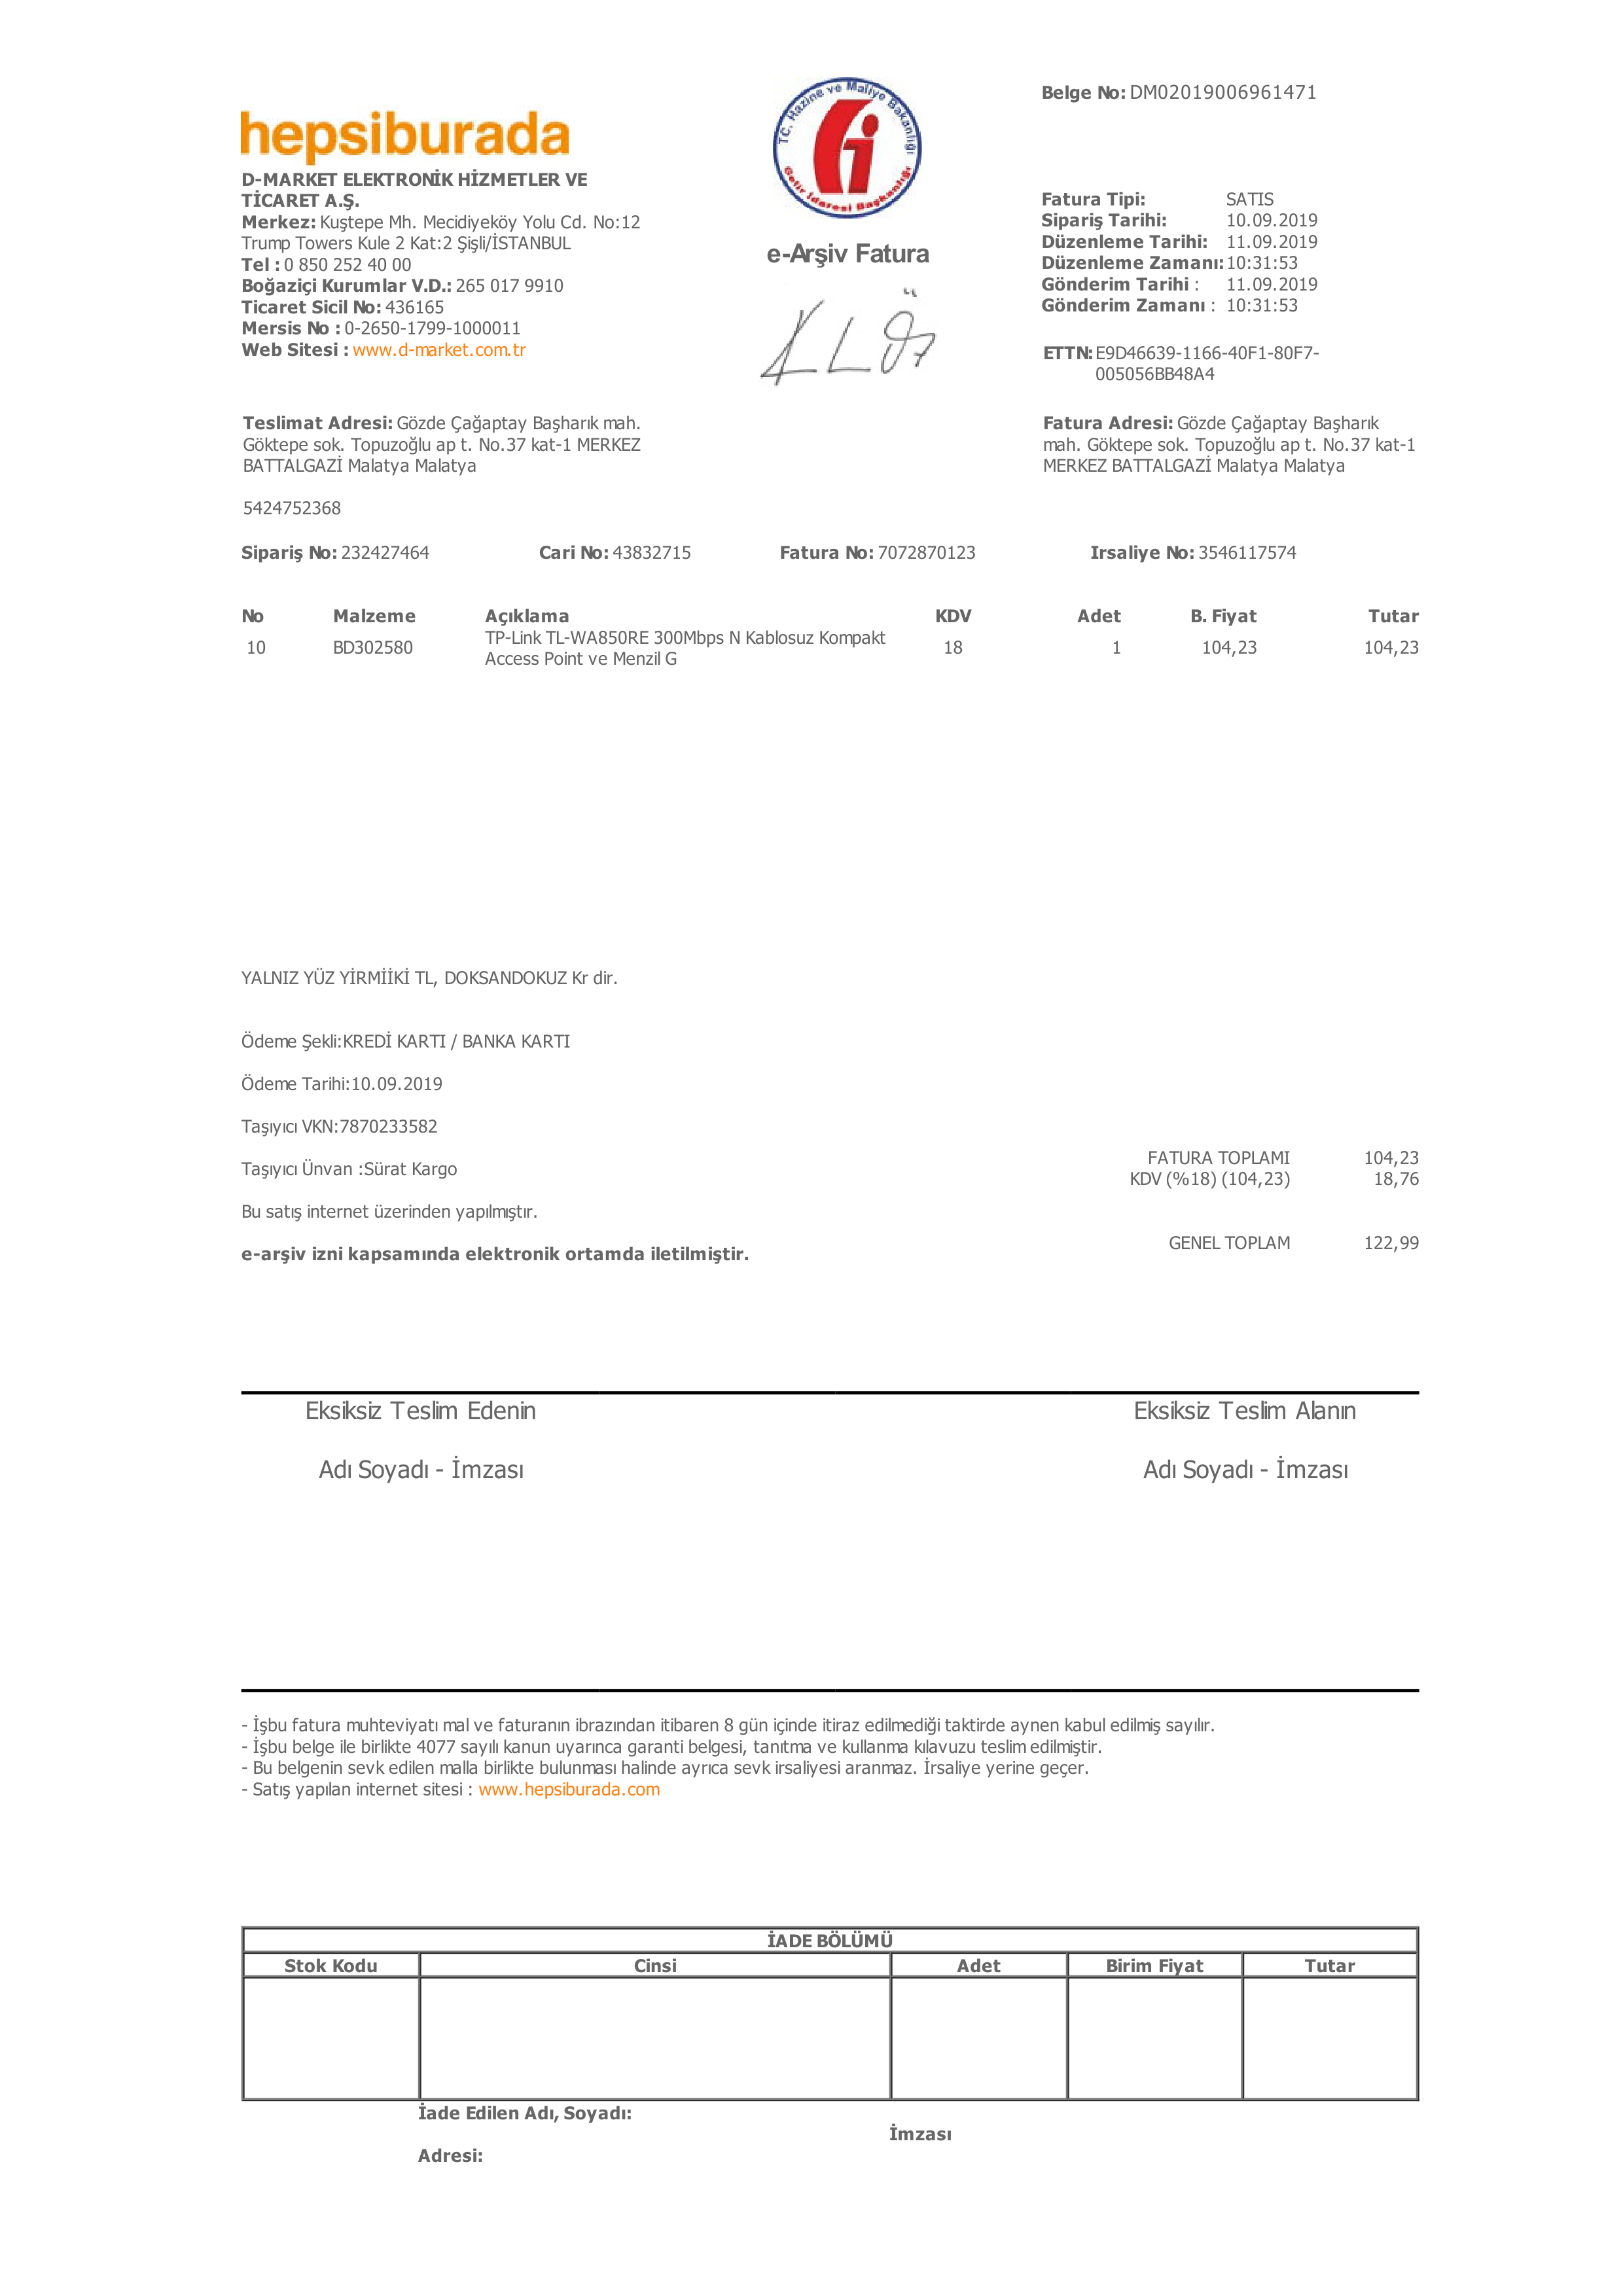 hepsiburada
D-MARKET ELEKTRONİK HİZMETLER VE
TİCARET A.Ş.
Merkez: Kuştepe Mh. Mecidiyeköy Yolu Cd. No:12
Trump Towers Kule 2 Kat:2 Şişli/İSTANBUL
Tel : 0 850 252 40 00
Boğaziçi Kurumlar V.D.: 265 017 9910
Ticaret Sicil No: 436165
Mersis No : 0-2650-1799-1000011
Web Sitesi : www.d-market.com.tr
T.C. Hazine ve Maliye Bakanlığı
Gelir İdaresi Başkanlığı
e-Arşiv Fatura
Belge No: DM02019006961471
Fatura Tipi: SATIS
Sipariş Tarihi: 10.09.2019
Düzenleme Tarihi: 11.09.2019
Düzenleme Zamanı: 10:31:53
Gönderim Tarihi : 11.09.2019
Gönderim Zamanı : 10:31:53
ETTN: E9D46639-1166-40F1-80F7-
005056BB48A4
Teslimat Adresi: Gözde Çağaptay Başharık mah.
Göktepe sok. Topuzoğlu ap t. No.37 kat-1 MERKEZ
BATTALGAZİ Malatya Malatya
5424752368
Fatura Adresi: Gözde Çağaptay Başharık
mah. Göktepe sok. Topuzoğlu ap t. No.37 kat-1
MERKEZ BATTALGAZİ Malatya Malatya
Sipariş No: 232427464 Cari No: 43832715 Fatura No: 7072870123 Irsaliye No: 3546117574
No Malzeme Açıklama KDV Adet B. Fiyat Tutar
10 BD302580 TP-Link TL-WA850RE 300Mbps N Kablosuz Kompakt 18 1 104,23 104,23
Access Point ve Menzil G
YALNIZ YÜZ YİRMİİKİ TL, DOKSANDOKUZ Kr dir.
Ödeme Şekli:KREDİ KARTI / BANKA KARTI
Ödeme Tarihi:10.09.2019
Taşıyıcı VKN:7870233582
Taşıyıcı Ünvan :Sürat Kargo
Bu satış internet üzerinden yapılmıştır.
e-arşiv izni kapsamında elektronik ortamda iletilmiştir.
FATURA TOPLAMI 104,23
KDV (%18) (104,23) 18,76
GENEL TOPLAM 122,99
Eksiksiz Teslim Edenin Eksiksiz Teslim Alanın
Adı Soyadı - İmzası Adı Soyadı - İmzası
- İşbu fatura muhteviyatı mal ve faturanın ibrazından itibaren 8 gün içinde itiraz edilmediği taktirde aynen kabul edilmiş sayılır.
- İşbu belge ile birlikte 4077 sayılı kanun uyarınca garanti belgesi, tanıtma ve kullanma kılavuzu teslim edilmiştir.
- Bu belgenin sevk edilen malla birlikte bulunması halinde ayrıca sevk irsaliyesi aranmaz. İrsaliye yerine geçer.
- Satış yapılan internet sitesi : www.hepsiburada.com
İADE BÖLÜMÜ
Stok Kodu Cinsi Adet Birim Fiyat Tutar
İade Edilen Adı, Soyadı:
İmzası
Adresi: